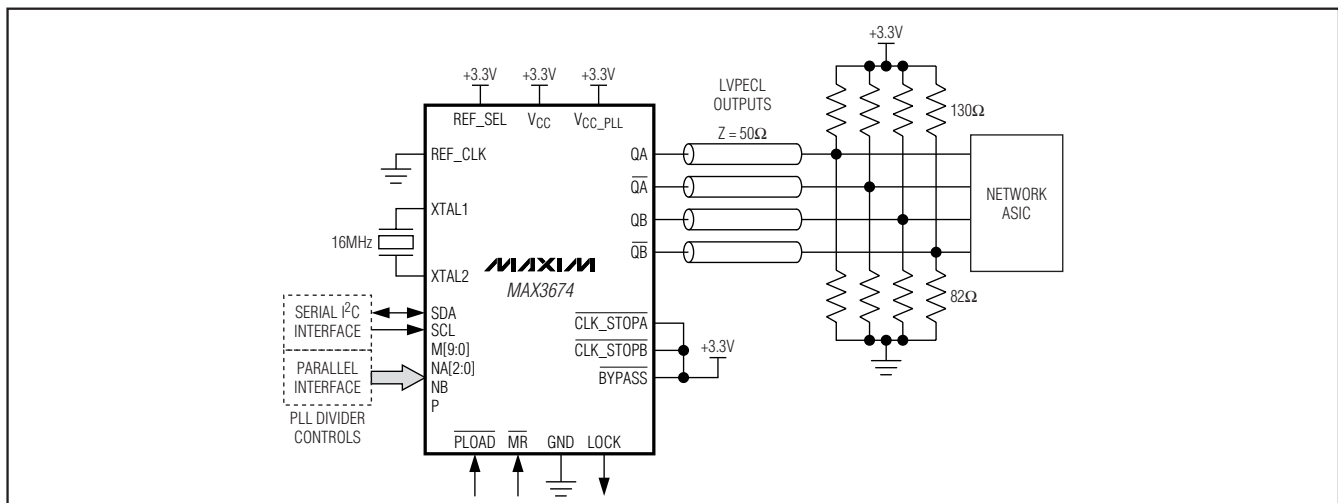 +3.3V
+3.3V +3.3V +3.3V
LVPECL
OUTPUTS
Z = 50Ω
130Ω
REF_SEL VCC VCC_PLL
REF_CLK
QA
QA
QB
QB
NETWORK
ASIC
XTAL1
16MHz
XTAL2
MAXIM
MAX3674
82Ω
SERIAL I2C
INTERFACE
SDA
SCL
M[9:0]
NA[2:0]
NB
P
PARALLEL
INTERFACE
PLL DIVIDER
CONTROLS
CLK_STOPA
CLK_STOPB
BYPASS
+3.3V
PLOAD MR GND LOCK